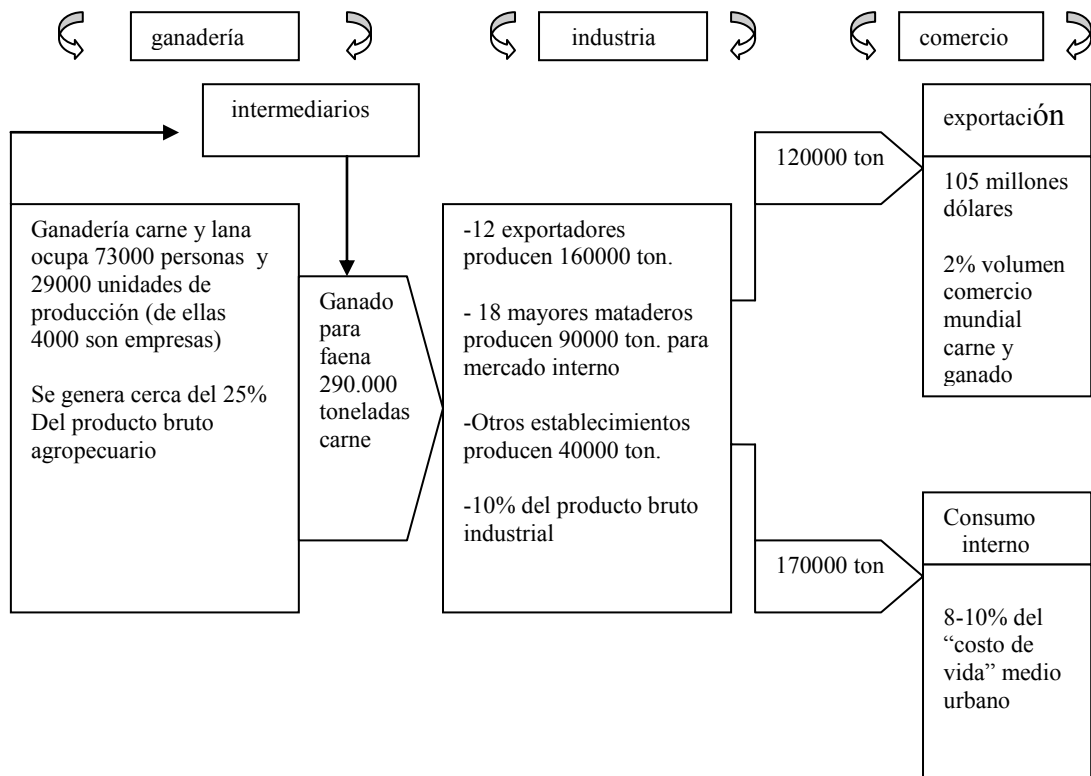 ganadería
industria
comercio
intermediarios
exportación
120000 ton
105 millones
dólares
2% volumen
comercio
mundial
carne y
ganado
Ganadería carne y lana
ocupa 73000 personas y
29000 unidades de
producción (de ellas
4000 son empresas)
Se genera cerca del 25%
Del producto bruto
agropecuario
Ganado
para
faena
290.000
toneladas
carne
-12 exportadores
producen 160000 ton.
- 18 mayores mataderos
producen 90000 ton. para
mercado interno
-Otros establecimientos
producen 40000 ton.
-10% del producto bruto
industrial
170000 ton
Consumo
interno
8-10% del
“costo de
vida” medio
urbano